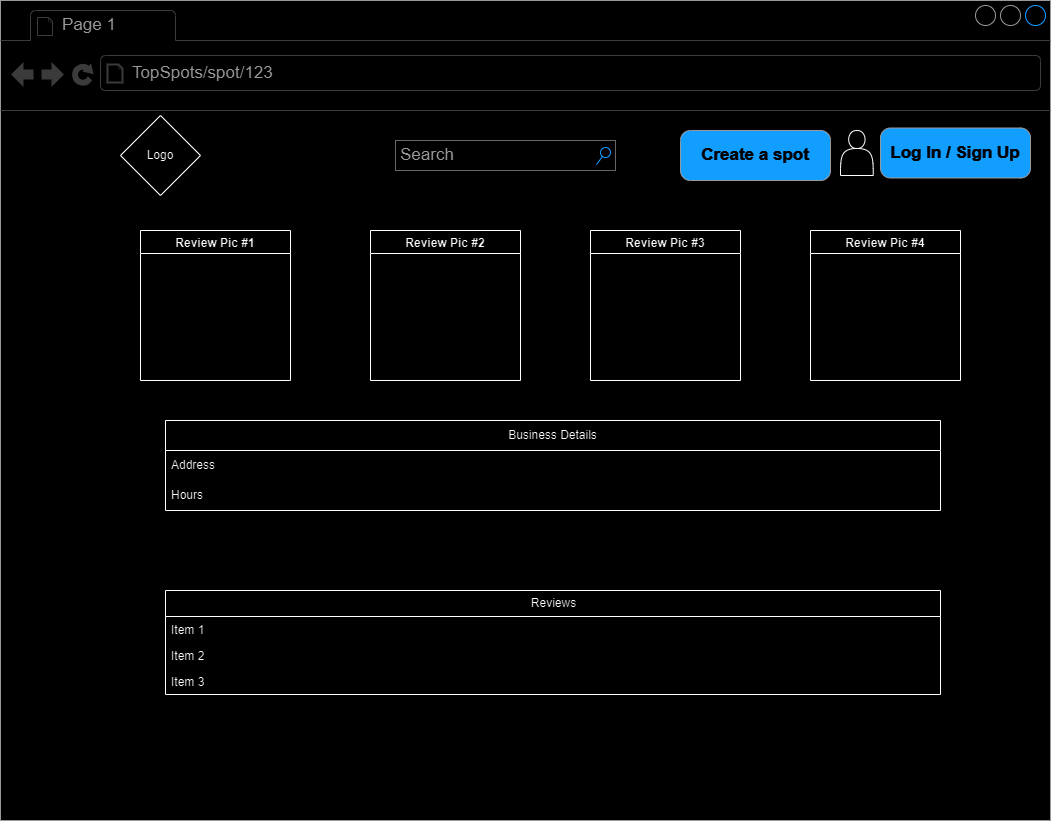 Page 1
TopSpots/spot/123
Logo
Search
Create a spot
Log In / Sign Up
Review Pic #1
Review Pic #2
Review Pic #3
Review Pic #4
Business Details
Address
Hours
Reviews
Item 1
Item 2
Item 3